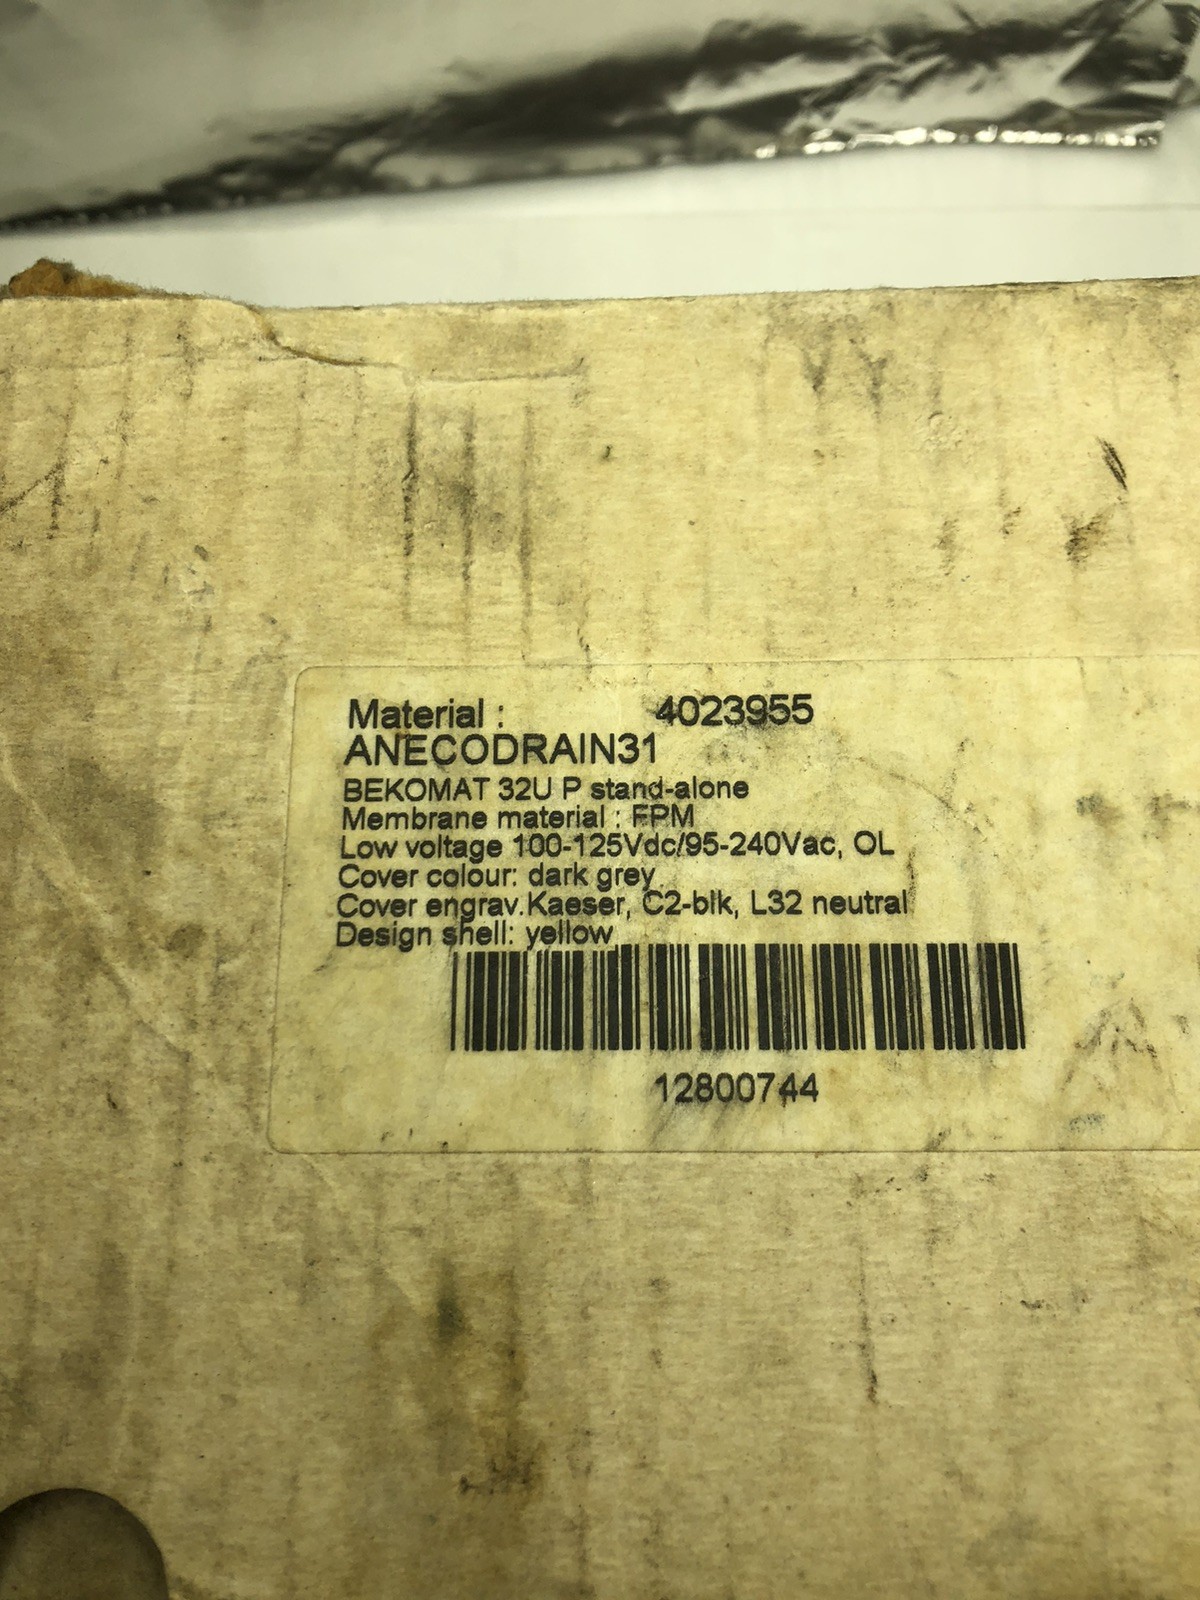 Material : 4023955
ANECODRAIN31
BEKOMAT 32U P stand-alone
Membrane material : FPM
Low voltage 100-125Vdc/95-240Vac, OL
Cover colour: dark grey
Cover engrav.Kaeser, C2-blk, L32 neutral
Design shell: yellow
12800744